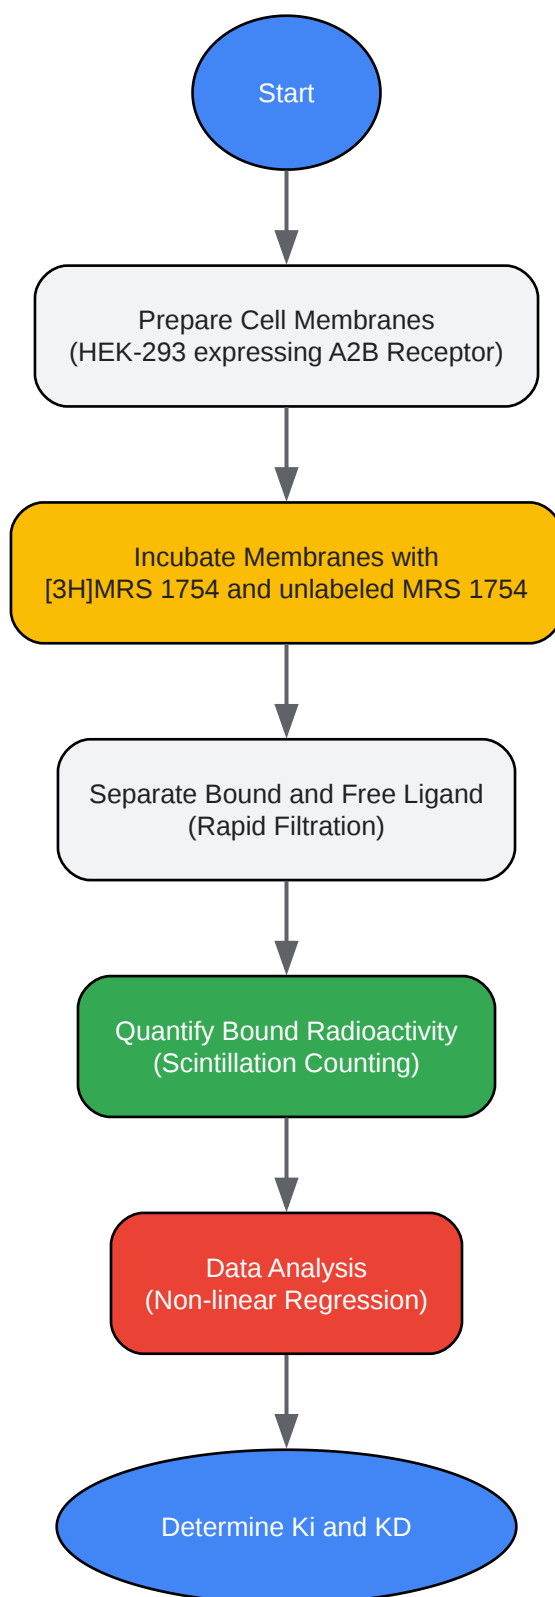 Start
Prepare Cell Membranes
(HEK-293 expressing A2B Receptor)
Incubate Membranes with
[3H]MRS 1754 and unlabeled MRS 1754
Separate Bound and Free Ligand
(Rapid Filtration)
Quantify Bound Radioactivity
(Scintillation Counting)
Data Analysis
(Non-linear Regression)
Determine Ki and KD